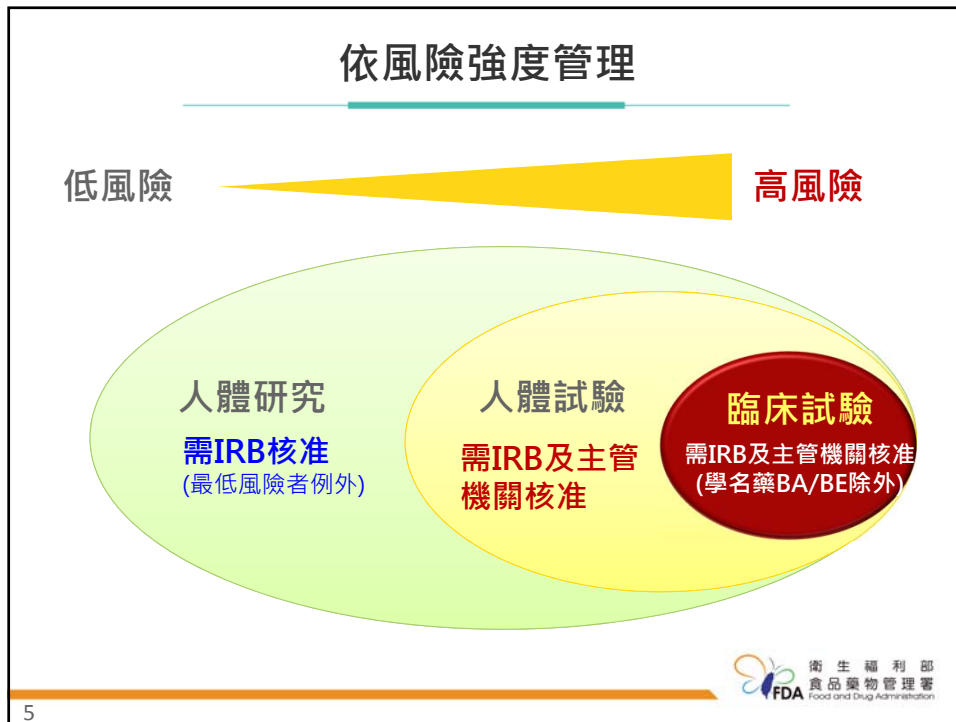 依風險強度管理
低風險
高風險
人體研究
需IRB核准
(最低風險者例外)
人體試驗
需IRB及主管
機關核准
臨床試驗
需IRB及主管機關核准
(學名藥BA/BE除外)
衛生福利部
FDA 食品藥物管理署
Food and Drug Administration
5